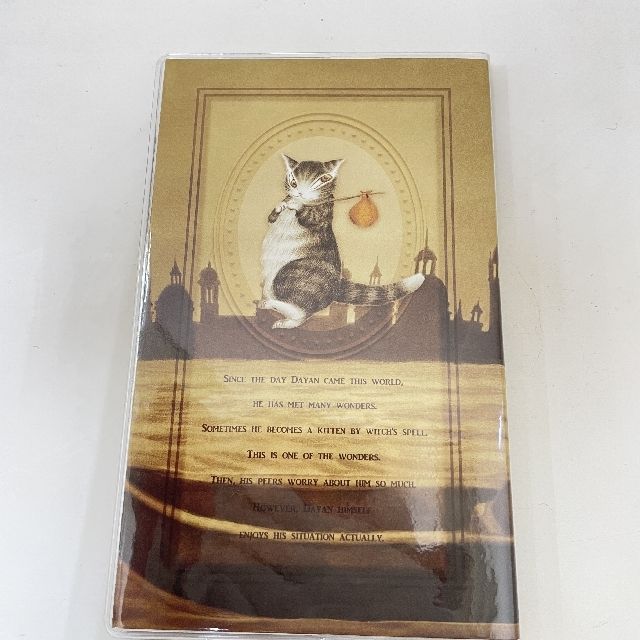 Since the day Dayan came this world,
he has met many wonders.
Sometimes he becomes a kitten by witch's spell.
This is one of the wonders.
Then, his peers worry about him so much.
However, Dayan himself
enjoys his situation actually.